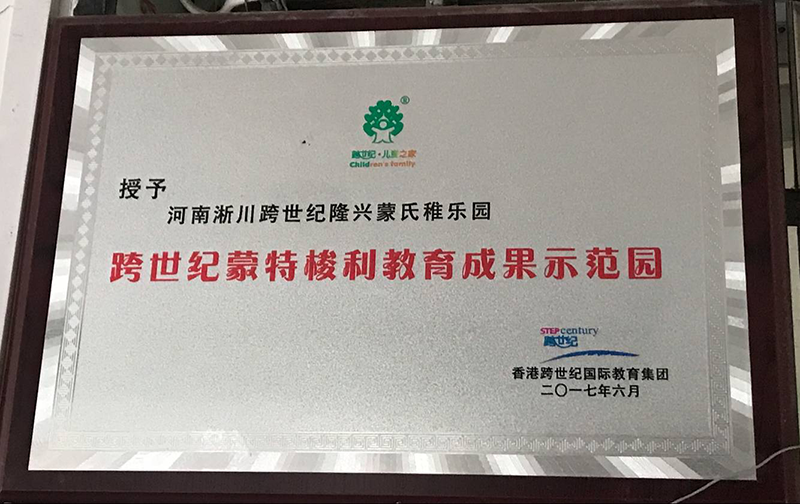 ®
跨世纪·儿童之家
Children's family
授予
河南淅川跨世纪隆兴蒙氏稚乐园
跨世纪蒙特梭利教育成果示范园
STEPcentury
跨世纪
香港跨世纪国际教育集团
二〇一七年六月